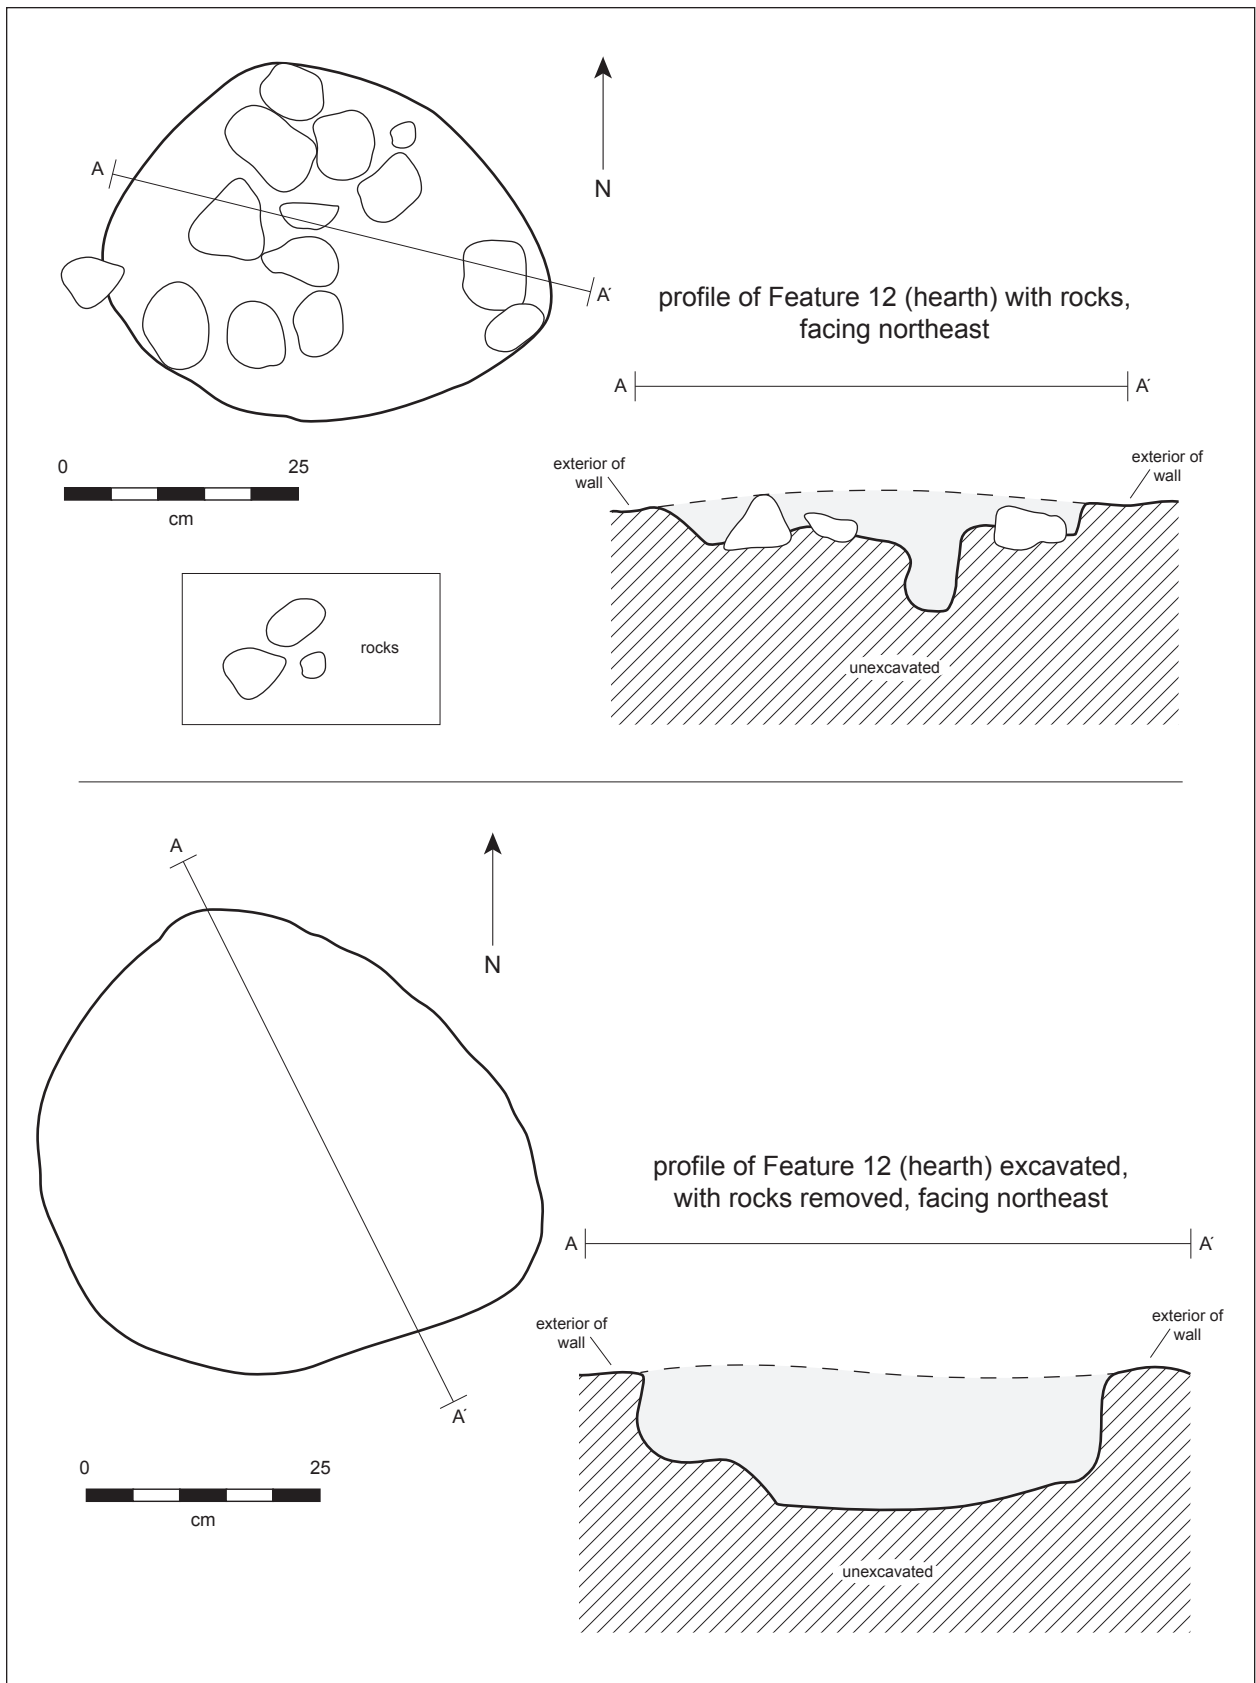 A
N
A′
profile of Feature 12 (hearth) with rocks,
facing northeast
A
A′
0
25
cm
exterior of
wall
exterior of
wall
rocks
unexcavated
A
N
A′
profile of Feature 12 (hearth) excavated,
with rocks removed, facing northeast
A
A′
exterior of
wall
exterior of
wall
0
25
cm
unexcavated